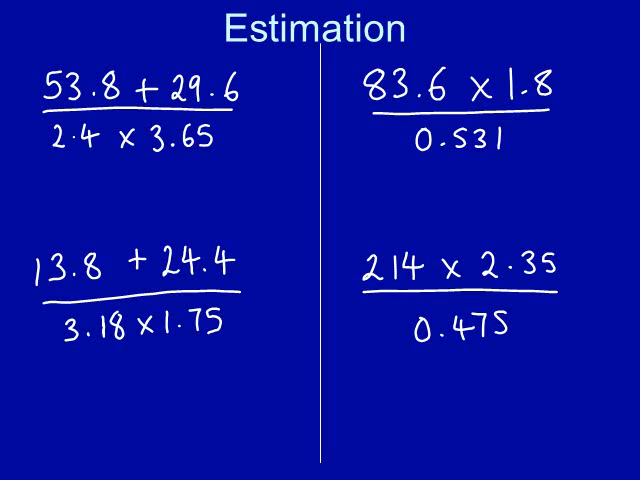 Estimation
53.8 + 29.6
2.4 × 3.65
83.6 × 1.8
0.531
13.8 + 24.4
3.18 × 1.75
214 × 2.35
0.475